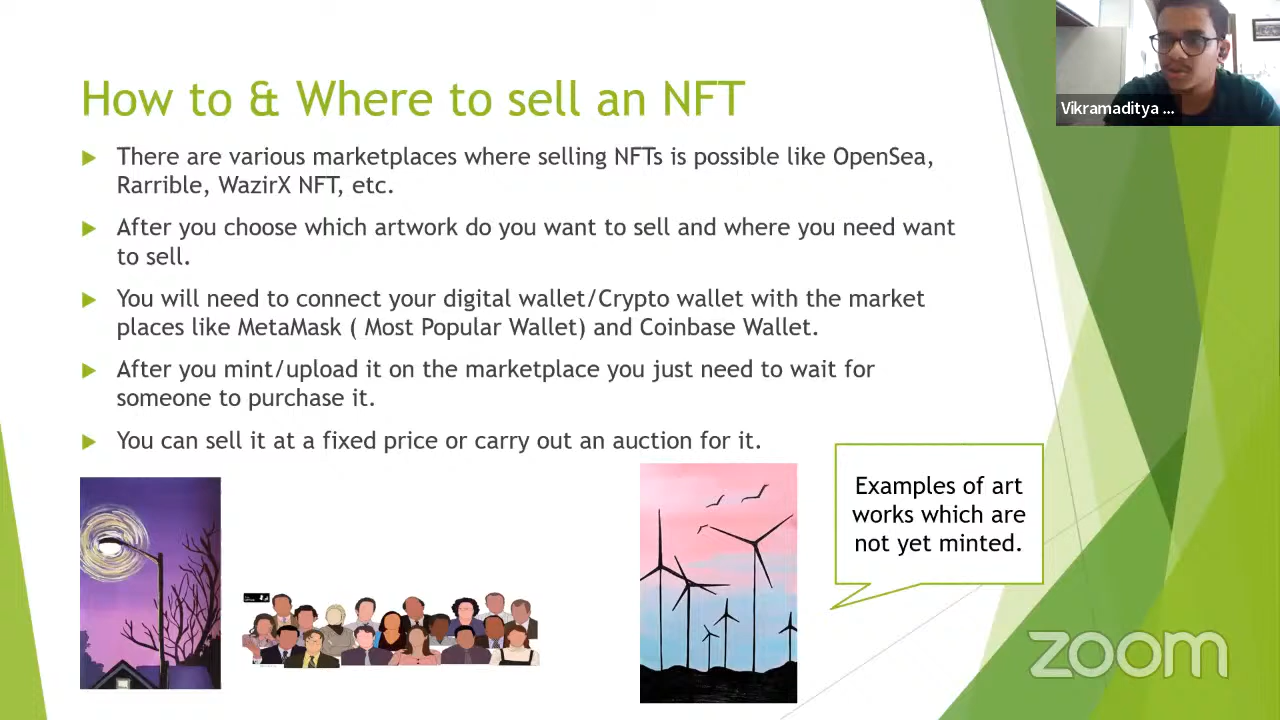 How to & Where to sell an NFT
There are various marketplaces where selling NFTs is possible like OpenSea,
Rarrible, WazirX NFT, etc.
After you choose which artwork do you want to sell and where you need want
to sell.
You will need to connect your digital wallet/Crypto wallet with the market
places like MetaMask ( Most Popular Wallet) and Coinbase Wallet.
After you mint/upload it on the marketplace you just need to wait for
someone to purchase it.
You can sell it at a fixed price or carry out an auction for it.
Examples of art
works which are
not yet minted.
Vikramaditya ...
zoom